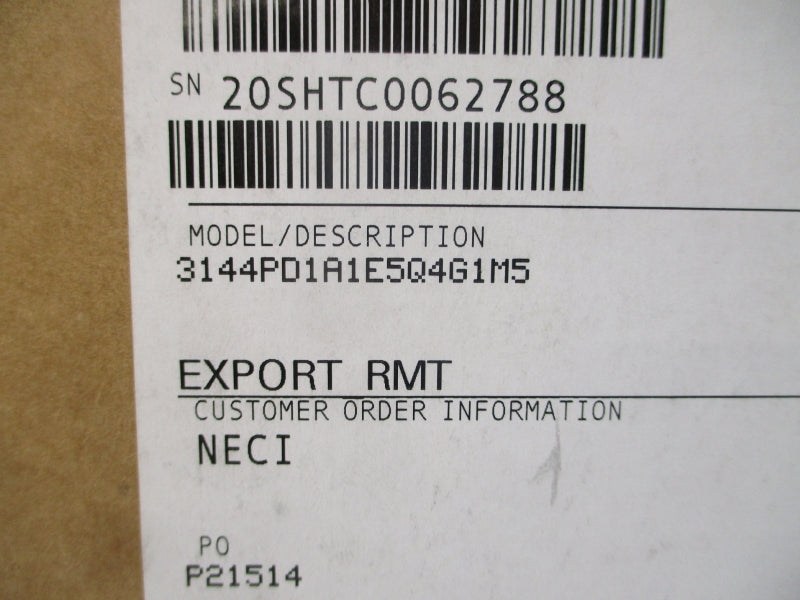 SN 20SHTC0062788
MODEL/DESCRIPTION
3144PD1A1E5Q4G1M5
EXPORT RMT
CUSTOMER ORDER INFORMATION
NECI
PO
P21514